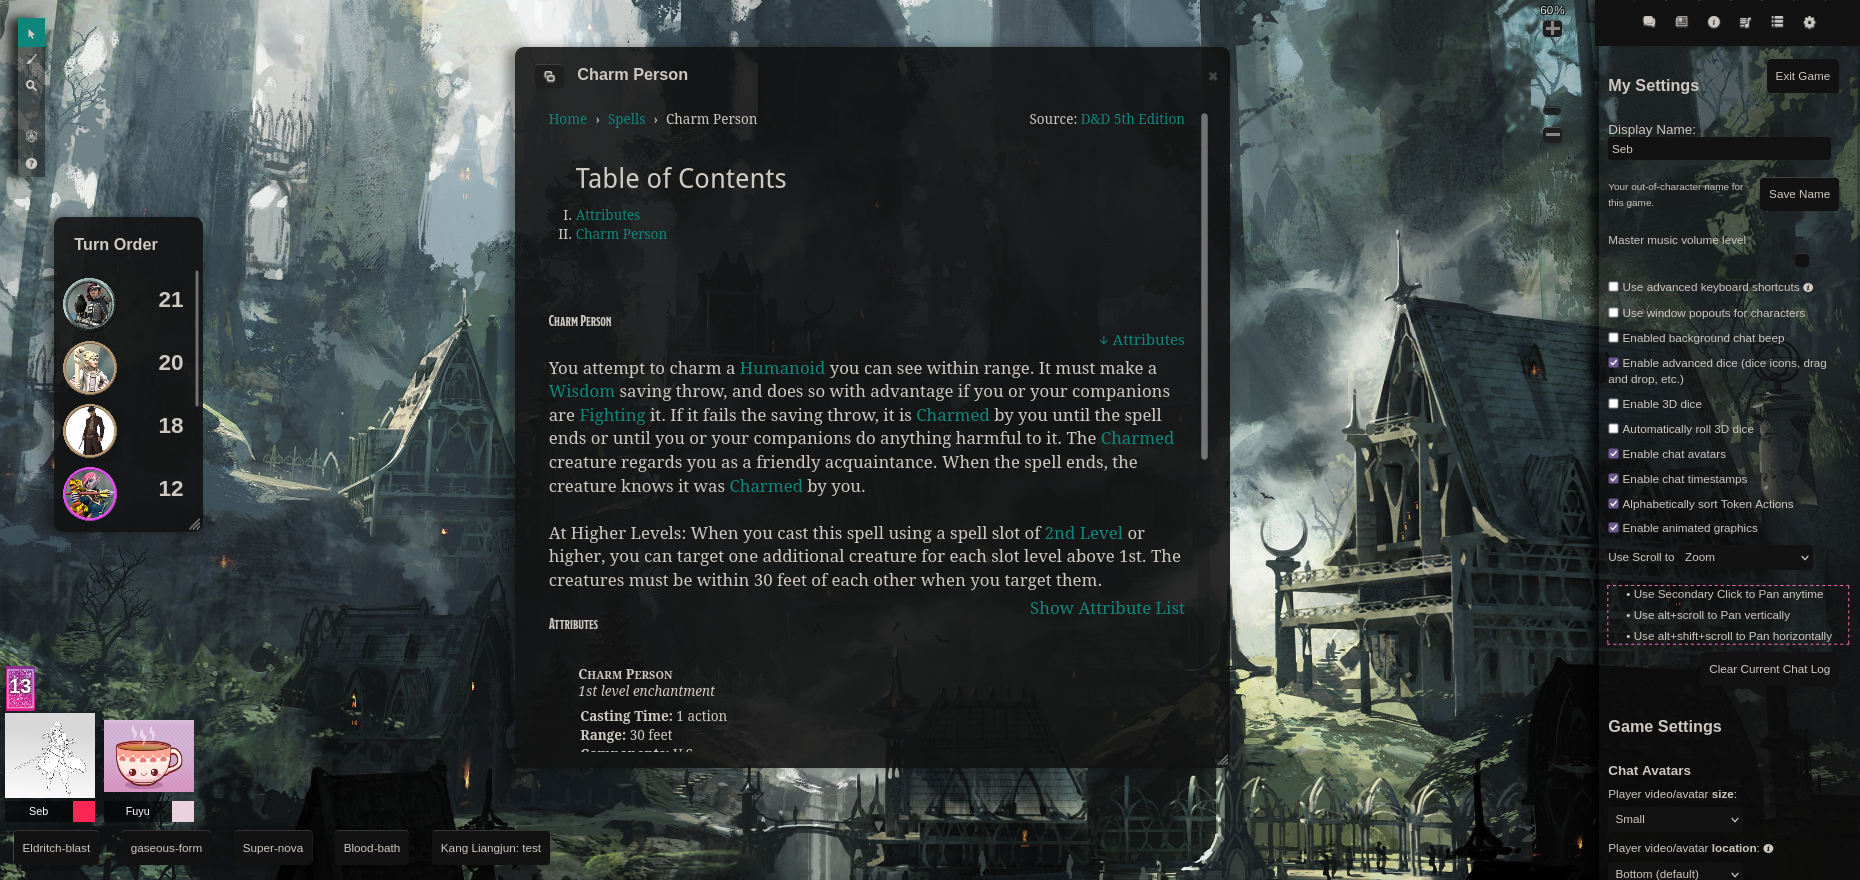 60%
Turn Order
21
20
18
12
13
Seb
Fuyu
Eldritch-blast
gaseous-form
Super-nova
Blood-bath
Kang Liangjun: test
Charm Person
Home › Spells › Charm Person
Source: D&D 5th Edition
Table of Contents
I. Attributes
II. Charm Person
Charm Person
↓ Attributes
You attempt to charm a Humanoid you can see within range. It must make a
Wisdom saving throw, and does so with advantage if you or your companions
are Fighting it. If it fails the saving throw, it is Charmed by you until the spell
ends or until you or your companions do anything harmful to it. The Charmed
creature regards you as a friendly acquaintance. When the spell ends, the
creature knows it was Charmed by you.
At Higher Levels: When you cast this spell using a spell slot of 2nd Level or
higher, you can target one additional creature for each slot level above 1st. The
creatures must be within 30 feet of each other when you target them.
Show Attribute List
Attributes
Charm Person
1st level enchantment
Casting Time: 1 action
Range: 30 feet
Components: V S
Exit Game
My Settings
Display Name:
Seb
Your out-of-character name for
this game.
Save Name
Master music volume level
Use advanced keyboard shortcuts
Use window popouts for characters
Enabled background chat beep
Enable advanced dice (dice icons, drag
and drop, etc.)
Enable 3D dice
Automatically roll 3D dice
Enable chat avatars
Enable chat timestamps
Alphabetically sort Token Actions
Enable animated graphics
Use Scroll to Zoom
• Use Secondary Click to Pan anytime
• Use alt+scroll to Pan vertically
• Use alt+shift+scroll to Pan horizontally
Clear Current Chat Log
Game Settings
Chat Avatars
Player video/avatar size:
Small
Player video/avatar location:
Bottom (default)